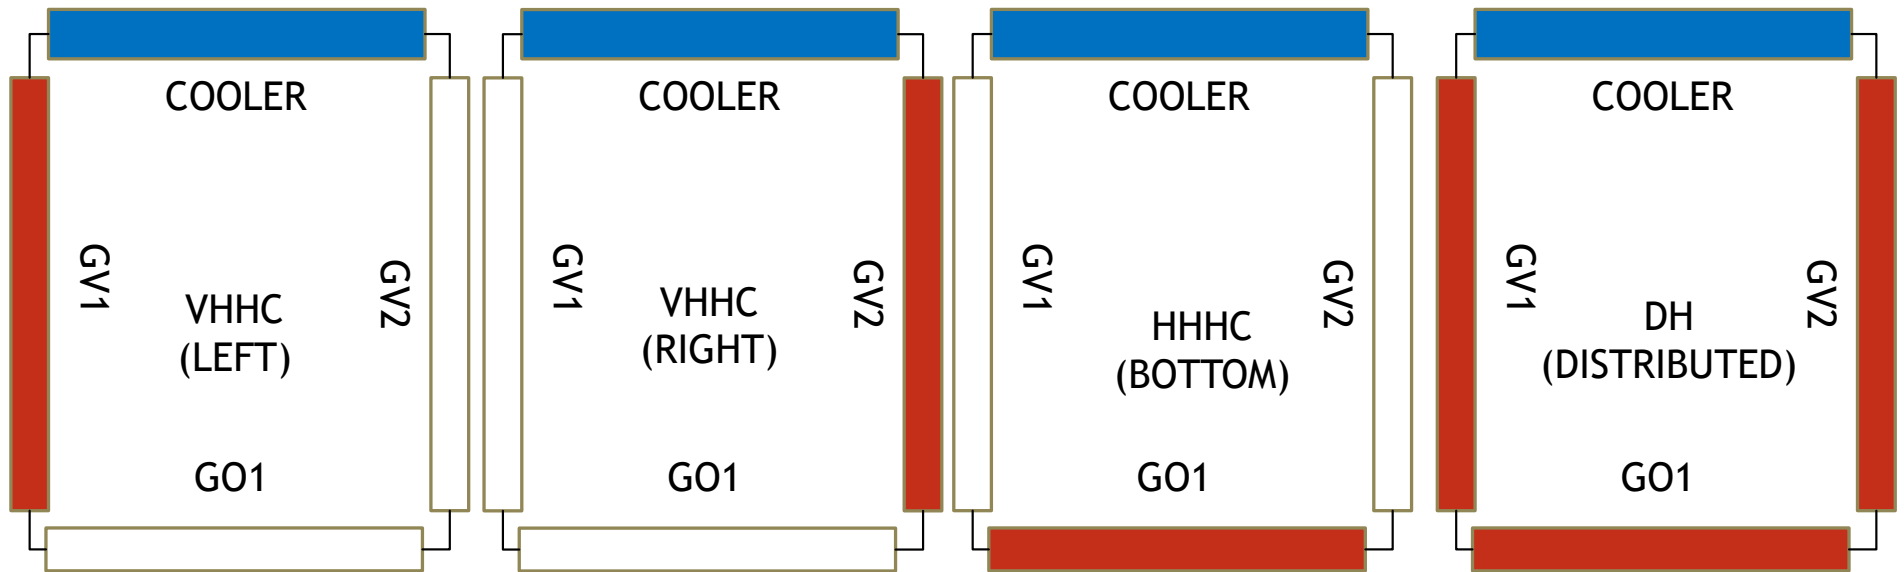 COOLER
GV1
GV2
VHHC
(LEFT)
GO1
COOLER
GV1
GV2
VHHC
(RIGHT)
GO1
COOLER
GV1
GV2
HHHC
(BOTTOM)
GO1
COOLER
GV1
GV2
DH
(DISTRIBUTED)
GO1